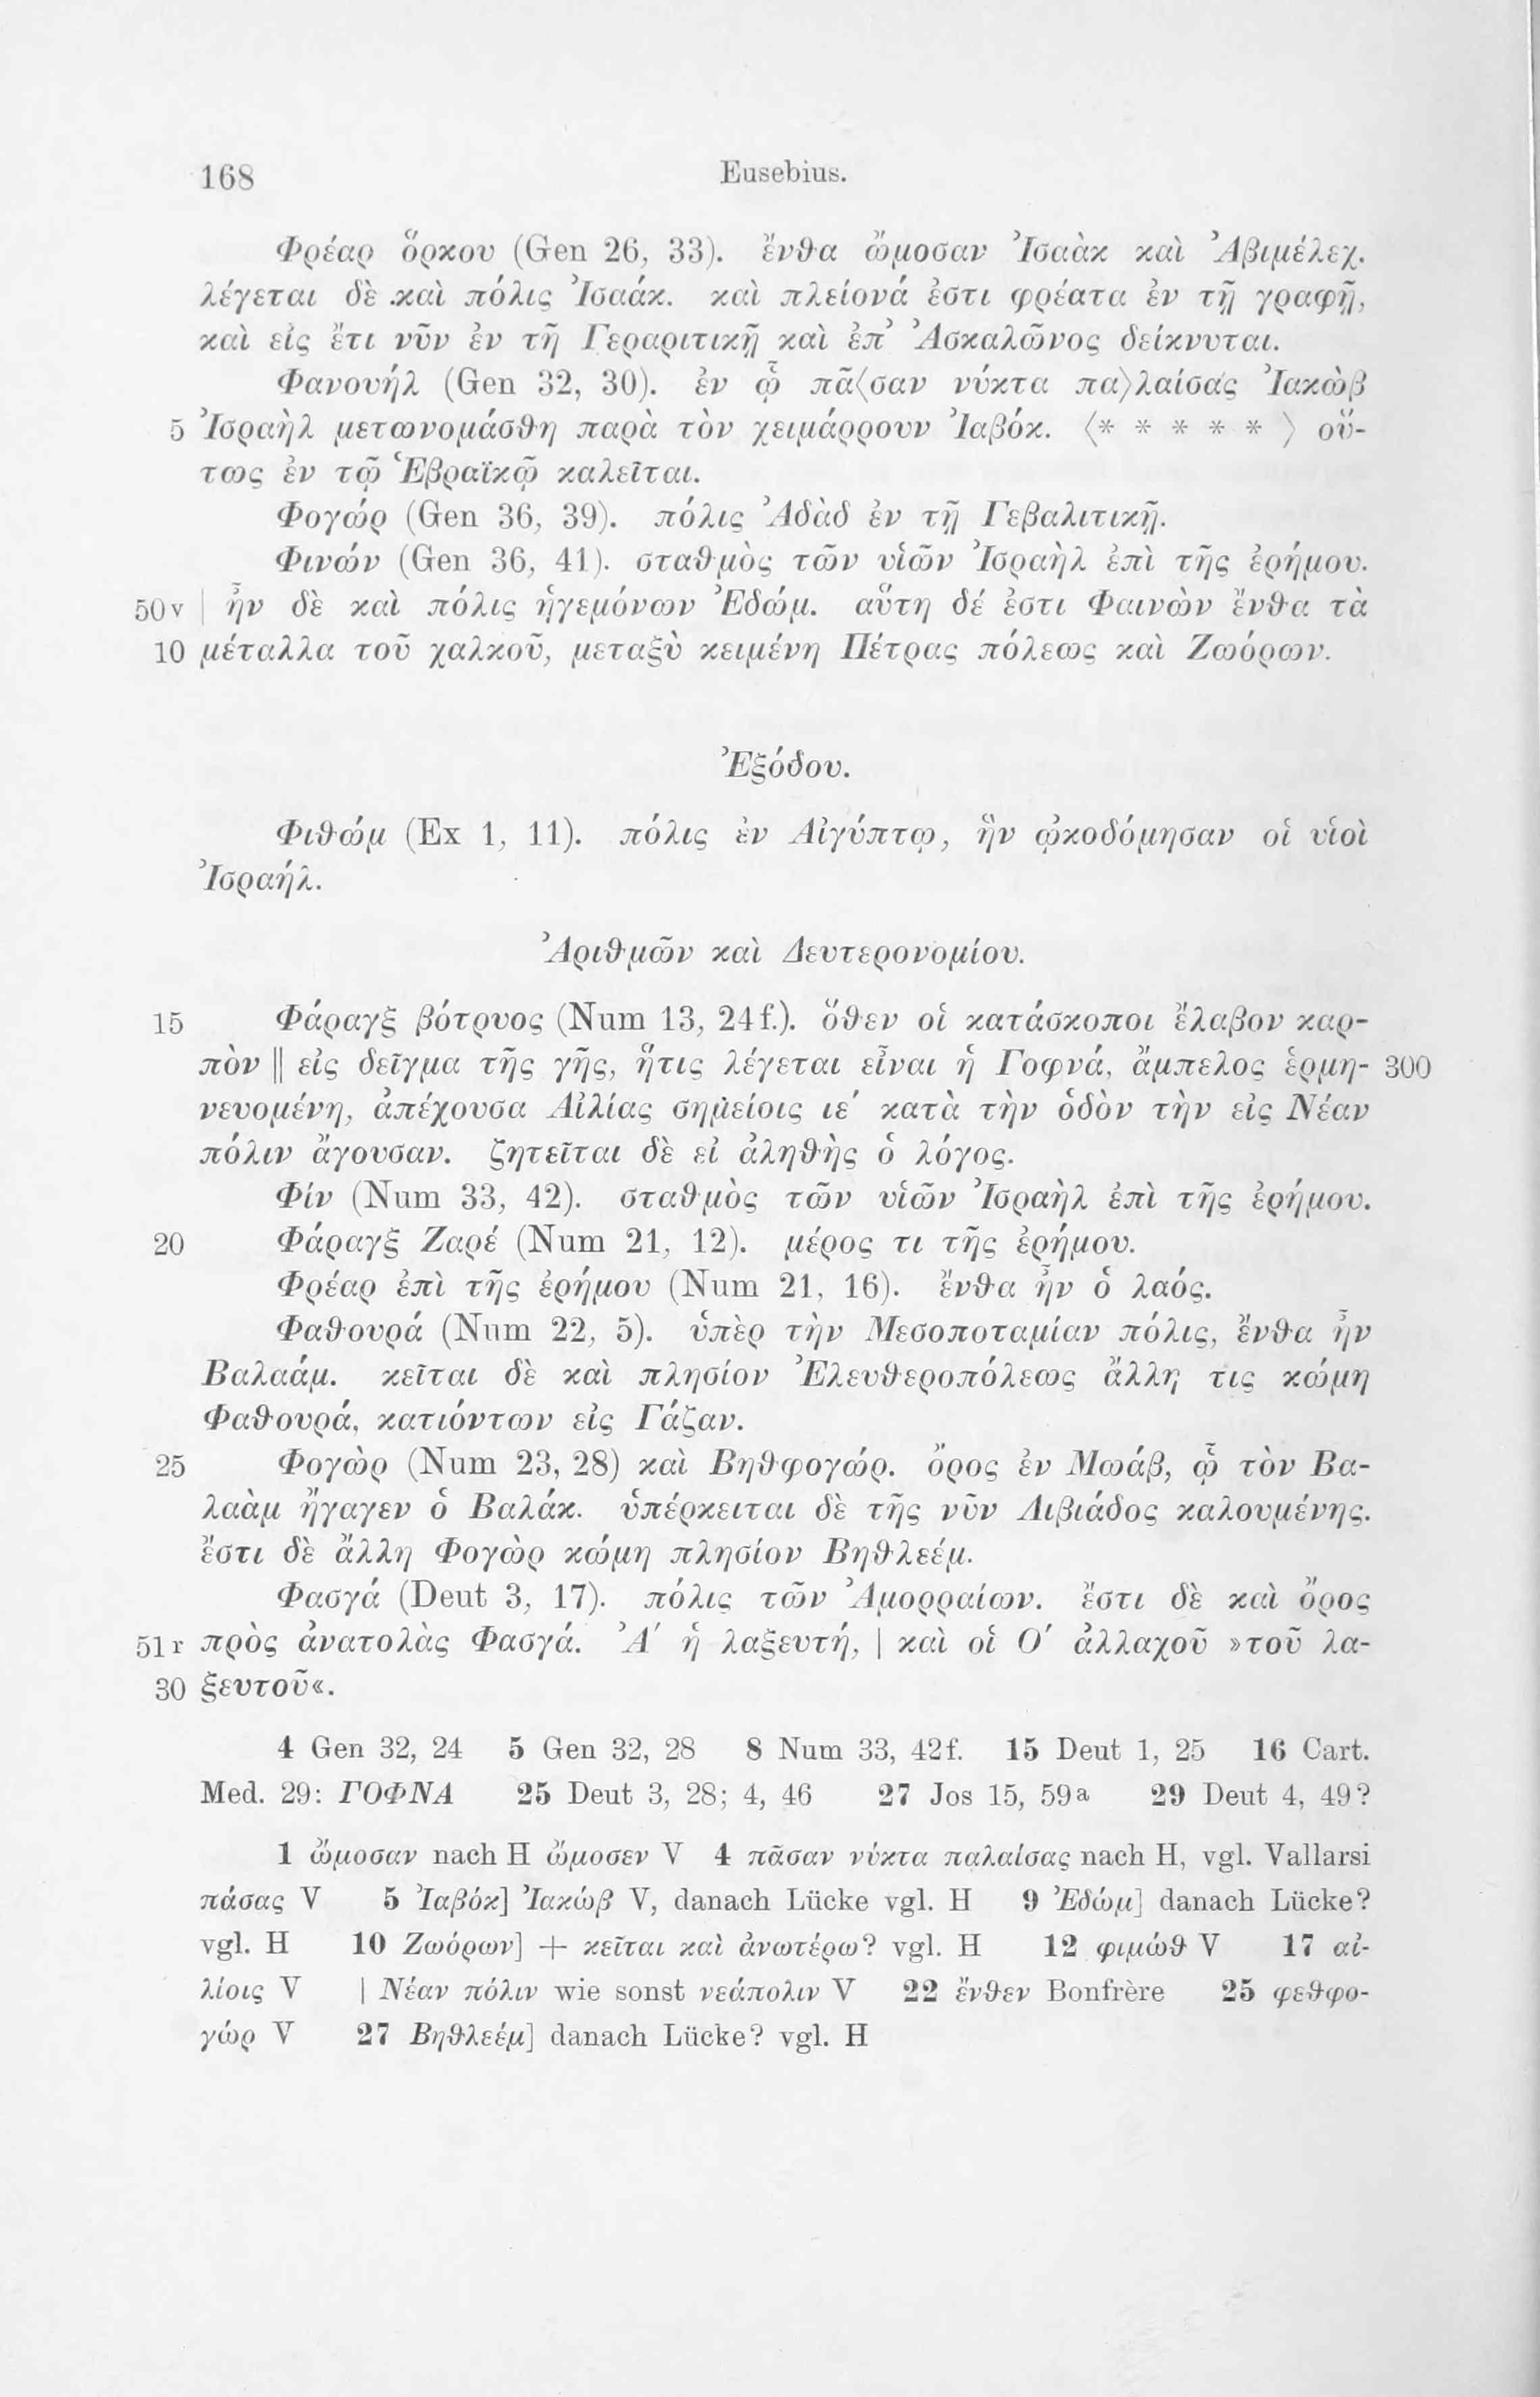 168 Eusebius.
Φρέαρ ὅρκου (Gen 26, 33). ἔνθα ὤμοσαν Ἰσαὰκ καὶ Ἀβιμέλεχ.
λέγεται δὲ καὶ πόλις Ἰσαάκ. καὶ πλείονά ἐστι φρέατα ἐν τῇ γραφῇ,
καὶ εἰς ἔτι νῦν ἐν τῇ Γεραριτικῇ καὶ ἐπ᾽ Ἀσκαλῶνος δείκνυται.
Φανουήλ (Gen 32, 30). ἐν ᾧ πᾶ⟨σαν νύκτα πα⟩λαίσας Ἰακὼβ
5 Ἰσραὴλ μετωνομάσθη παρὰ τὸν χειμάρρουν Ἰαβόκ. ⟨* * * * * ⟩ οὕ-
τως ἐν τῷ Ἑβραϊκῷ καλεῖται.
Φογώρ (Gen 36, 39). πόλις Ἀδὰδ ἐν τῇ Γεβαλιτικῇ.
Φινών (Gen 36, 41). σταθμὸς τῶν υἱῶν Ἰσραὴλ ἐπὶ τῆς ἐρήμου.
50v | ἦν δὲ καὶ πόλις ἡγεμόνων Ἐδώμ. αὕτη δέ ἐστι Φαινὼν ἔνθα τὰ
10 μέταλλα τοῦ χαλκοῦ, μεταξὺ κειμένη Πέτρας πόλεως καὶ Ζωόρων.
Ἐξόδου.
Φιθώμ (Ex 1, 11). πόλις ἐν Αἰγύπτῳ, ἣν ᾠκοδόμησαν οἱ υἱοὶ
Ἰσραήλ.
Ἀριθμῶν καὶ Δευτερονομίου.
15 Φάραγξ βότρυος (Num 13, 24 f.). ὅθεν οἱ κατάσκοποι ἔλαβον καρ-
πὸν || εἰς δεῖγμα τῆς γῆς, ἥτις λέγεται εἶναι ἡ Γοφνά, ἄμπελος ἑρμη- 300
νευομένη, ἀπέχουσα Αἰλίας σημείοις ιε΄ κατὰ τὴν ὁδὸν τὴν εἰς Νέαν
πόλιν ἄγουσαν. ζητεῖται δὲ εἰ ἀληθὴς ὁ λόγος.
Φίν (Num 33, 42). σταθμὸς τῶν υἱῶν Ἰσραὴλ ἐπὶ τῆς ἐρήμου.
20 Φάραγξ Ζαρέ (Num 21, 12). μέρος τι τῆς ἐρήμου.
Φρέαρ ἐπὶ τῆς ἐρήμου (Num 21, 16). ἔνθα ἦν ὁ λαός.
Φαθουρά (Num 22, 5). ὑπὲρ τὴν Μεσοποταμίαν πόλις, ἔνθα ἦν
Βαλαάμ. κεῖται δὲ καὶ πλησίον Ἐλευθεροπόλεως ἄλλη τις κώμη
Φαθουρά, κατιόντων εἰς Γάζαν.
25 Φογὼρ (Num 23, 28) καὶ Βηθφογώρ. ὄρος ἐν Μωάβ, ᾧ τὸν Βα-
λαὰμ ἤγαγεν ὁ Βαλάκ. ὑπέρκειται δὲ τῆς νῦν Λιβιάδος καλουμένης.
ἔστι δὲ ἄλλη Φογὼρ κώμη πλησίον Βηθλεέμ.
Φασγά (Deut 3, 17). πόλις τῶν Ἀμορραίων. ἔστι δὲ καὶ ὄρος
51r πρὸς ἀνατολὰς Φασγά. Ἀ΄ ἡ λαξευτή, | καὶ οἱ Ο΄ ἀλλαχοῦ »τοῦ λα-
30 ξευτοῦ«.
4 Gen 32, 24 5 Gen 32, 28 8 Num 33, 42f. 15 Deut 1, 25 16 Cart.
Med. 29: ΓΟΦΝΑ 25 Deut 3, 28; 4, 46 27 Jos 15, 59a 29 Deut 4, 49?
1 ὤμοσαν nach H ὤμοσεν V 4 πᾶσαν νύκτα παλαίσας nach H, vgl. Vallarsi
πάσας V 5 Ἰαβόκ] Ἰακώβ V, danach Lücke vgl. H 9 Ἐδώμ] danach Lücke?
vgl. H 10 Ζωόρων] + κεῖται καὶ ἀνωτέρω? vgl. H 12 φιμώθ V 17 αἰ-
λίοις V | Νέαν πόλιν wie sonst νεάπολιν V 22 ἔνθεν Bonfrère 25 φεθφο-
γώρ V 27 Βηθλεέμ] danach Lücke? vgl. H